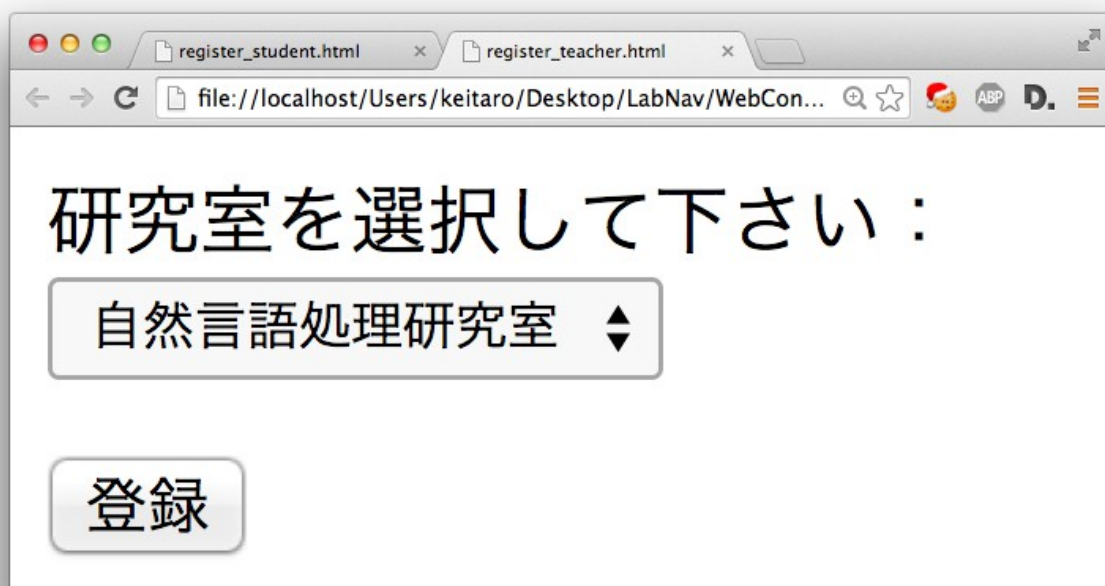 register_student.html × register_teacher.html ×
file://localhost/Users/keitaro/Desktop/LabNav/WebCon... ABP D.
研究室を選択して下さい：
自然言語処理研究室
登録